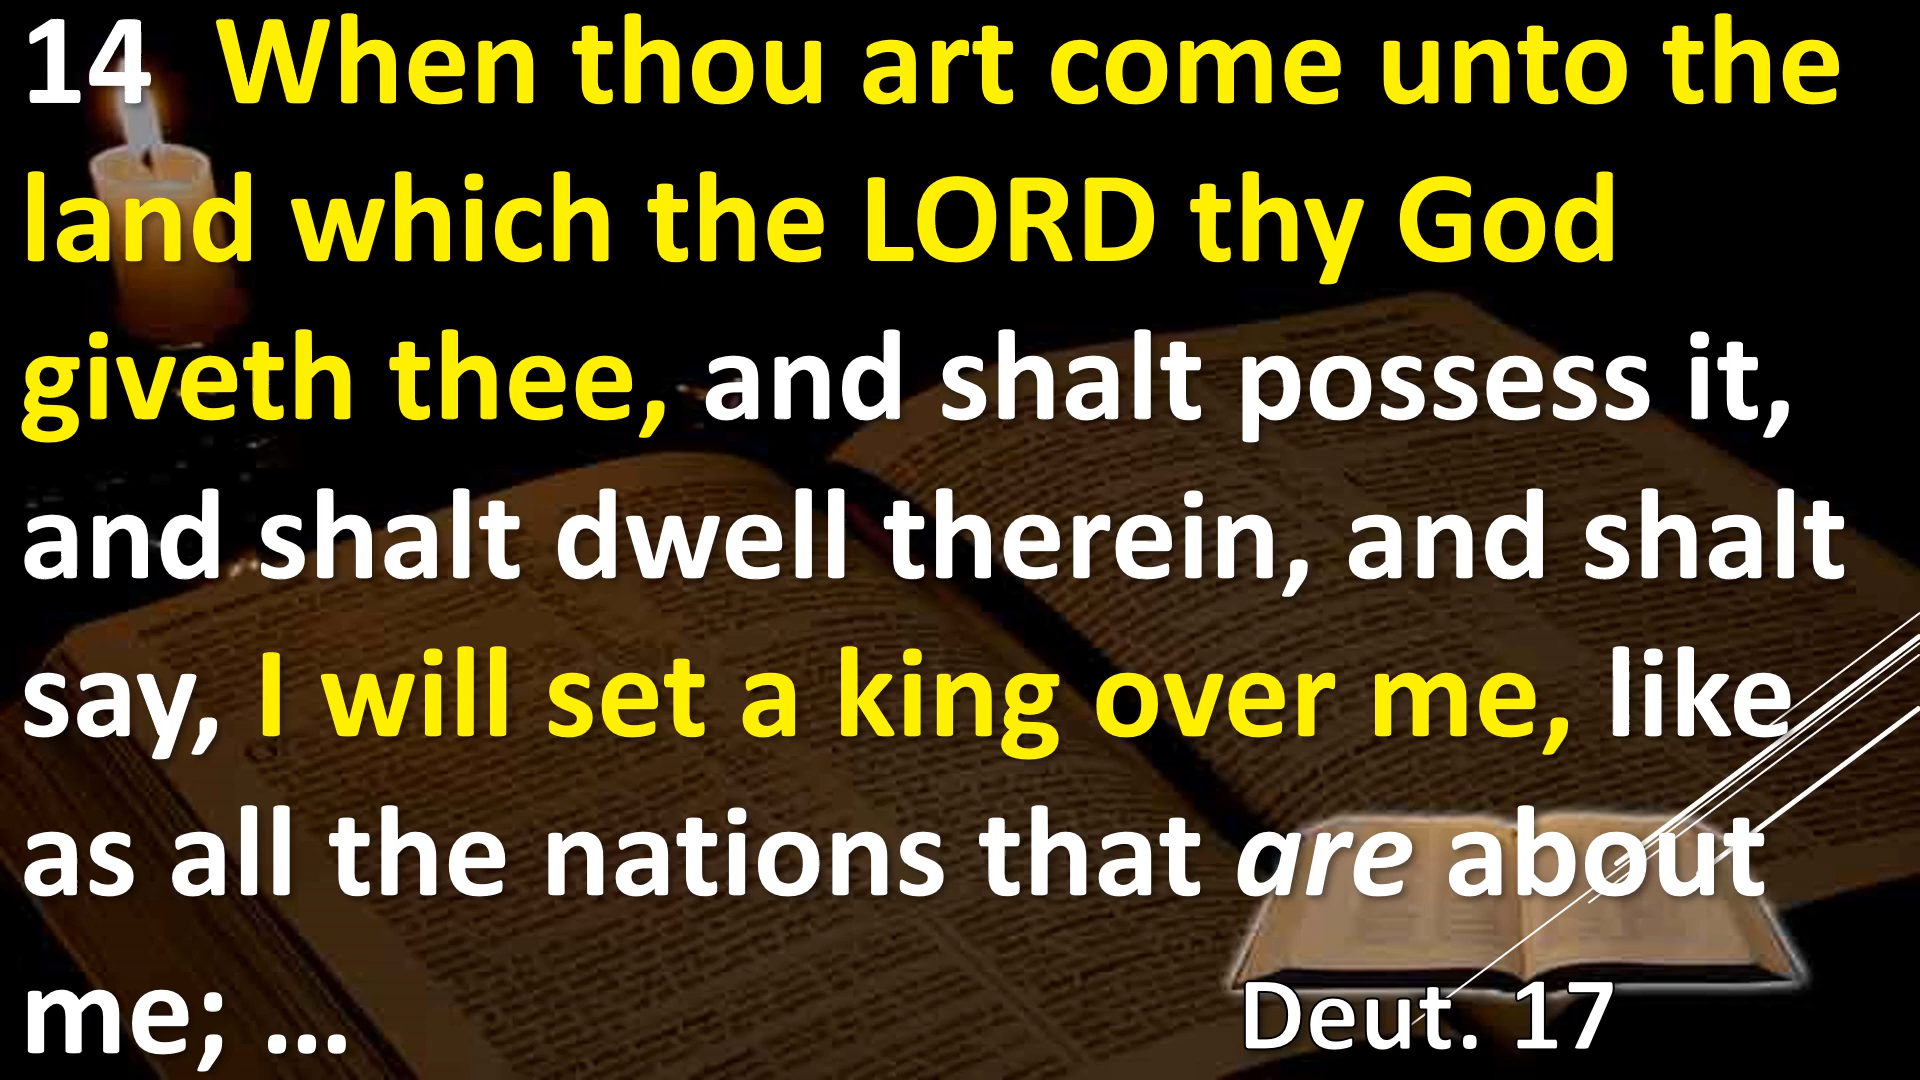 14 When thou art come unto the
land which the LORD thy God
giveth thee, and shalt possess it,
and shalt dwell therein, and shalt
say, I will set a king over me, like
as all the nations that are about
me; ...
Deut. 17